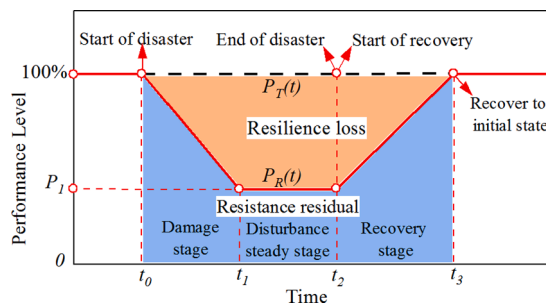 Start of disaster
End of disaster
Start of recovery
100%
P_T(t)
Recover to
initial state
Resilience loss
Performance Level
P_R(t)
P_1
Resistance residual
Damage
stage
Disturbance
steady stage
Recovery
stage
0
t_0
t_1
t_2
t_3
Time